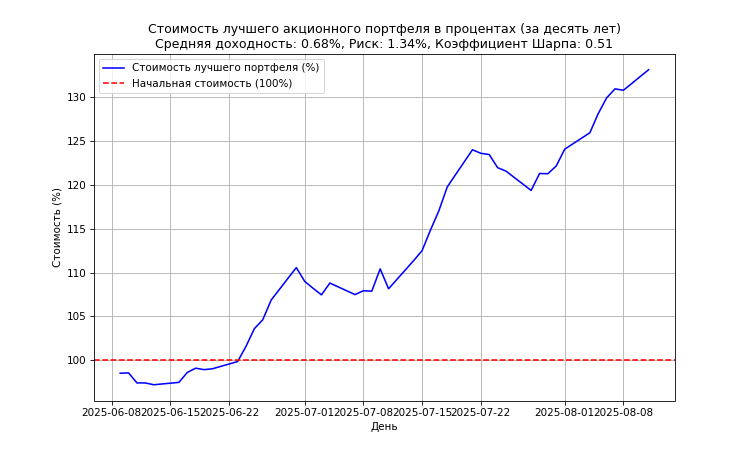 Стоимость лучшего акционного портфеля в процентах (за десять лет)
Средняя доходность: 0.68%, Риск: 1.34%, Коэффициент Шарпа: 0.51
Стоимость лучшего портфеля (%)
Начальная стоимость (100%)
Стоимость (%)
130
125
120
115
110
105
100
2025-06-08 2025-06-15 2025-06-22 2025-07-01 2025-07-08 2025-07-15 2025-07-22 2025-08-01 2025-08-08
День